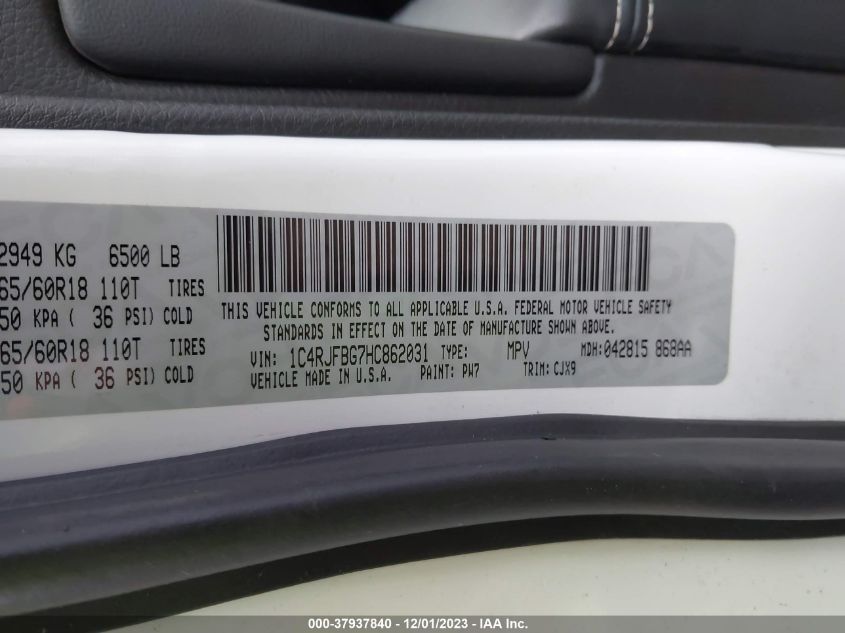 2949 KG 6500 LB
65/60R18 110T TIRES
50 KPA ( 36 PSI) COLD
65/60R18 110T TIRES
50 KPA ( 36 PSI) COLD
THIS VEHICLE CONFORMS TO ALL APPLICABLE U.S.A. FEDERAL MOTOR VEHICLE SAFETY
STANDARDS IN EFFECT ON THE DATE OF MANUFACTURE SHOWN ABOVE.
VIN: 1C4RJFBG7HC862031 TYPE: MPV MDH:042815 868AA
VEHICLE MADE IN U.S.A. PAINT: PW7 TRIM: CJX9
000-37937840 - 12/01/2023 - IAA Inc.